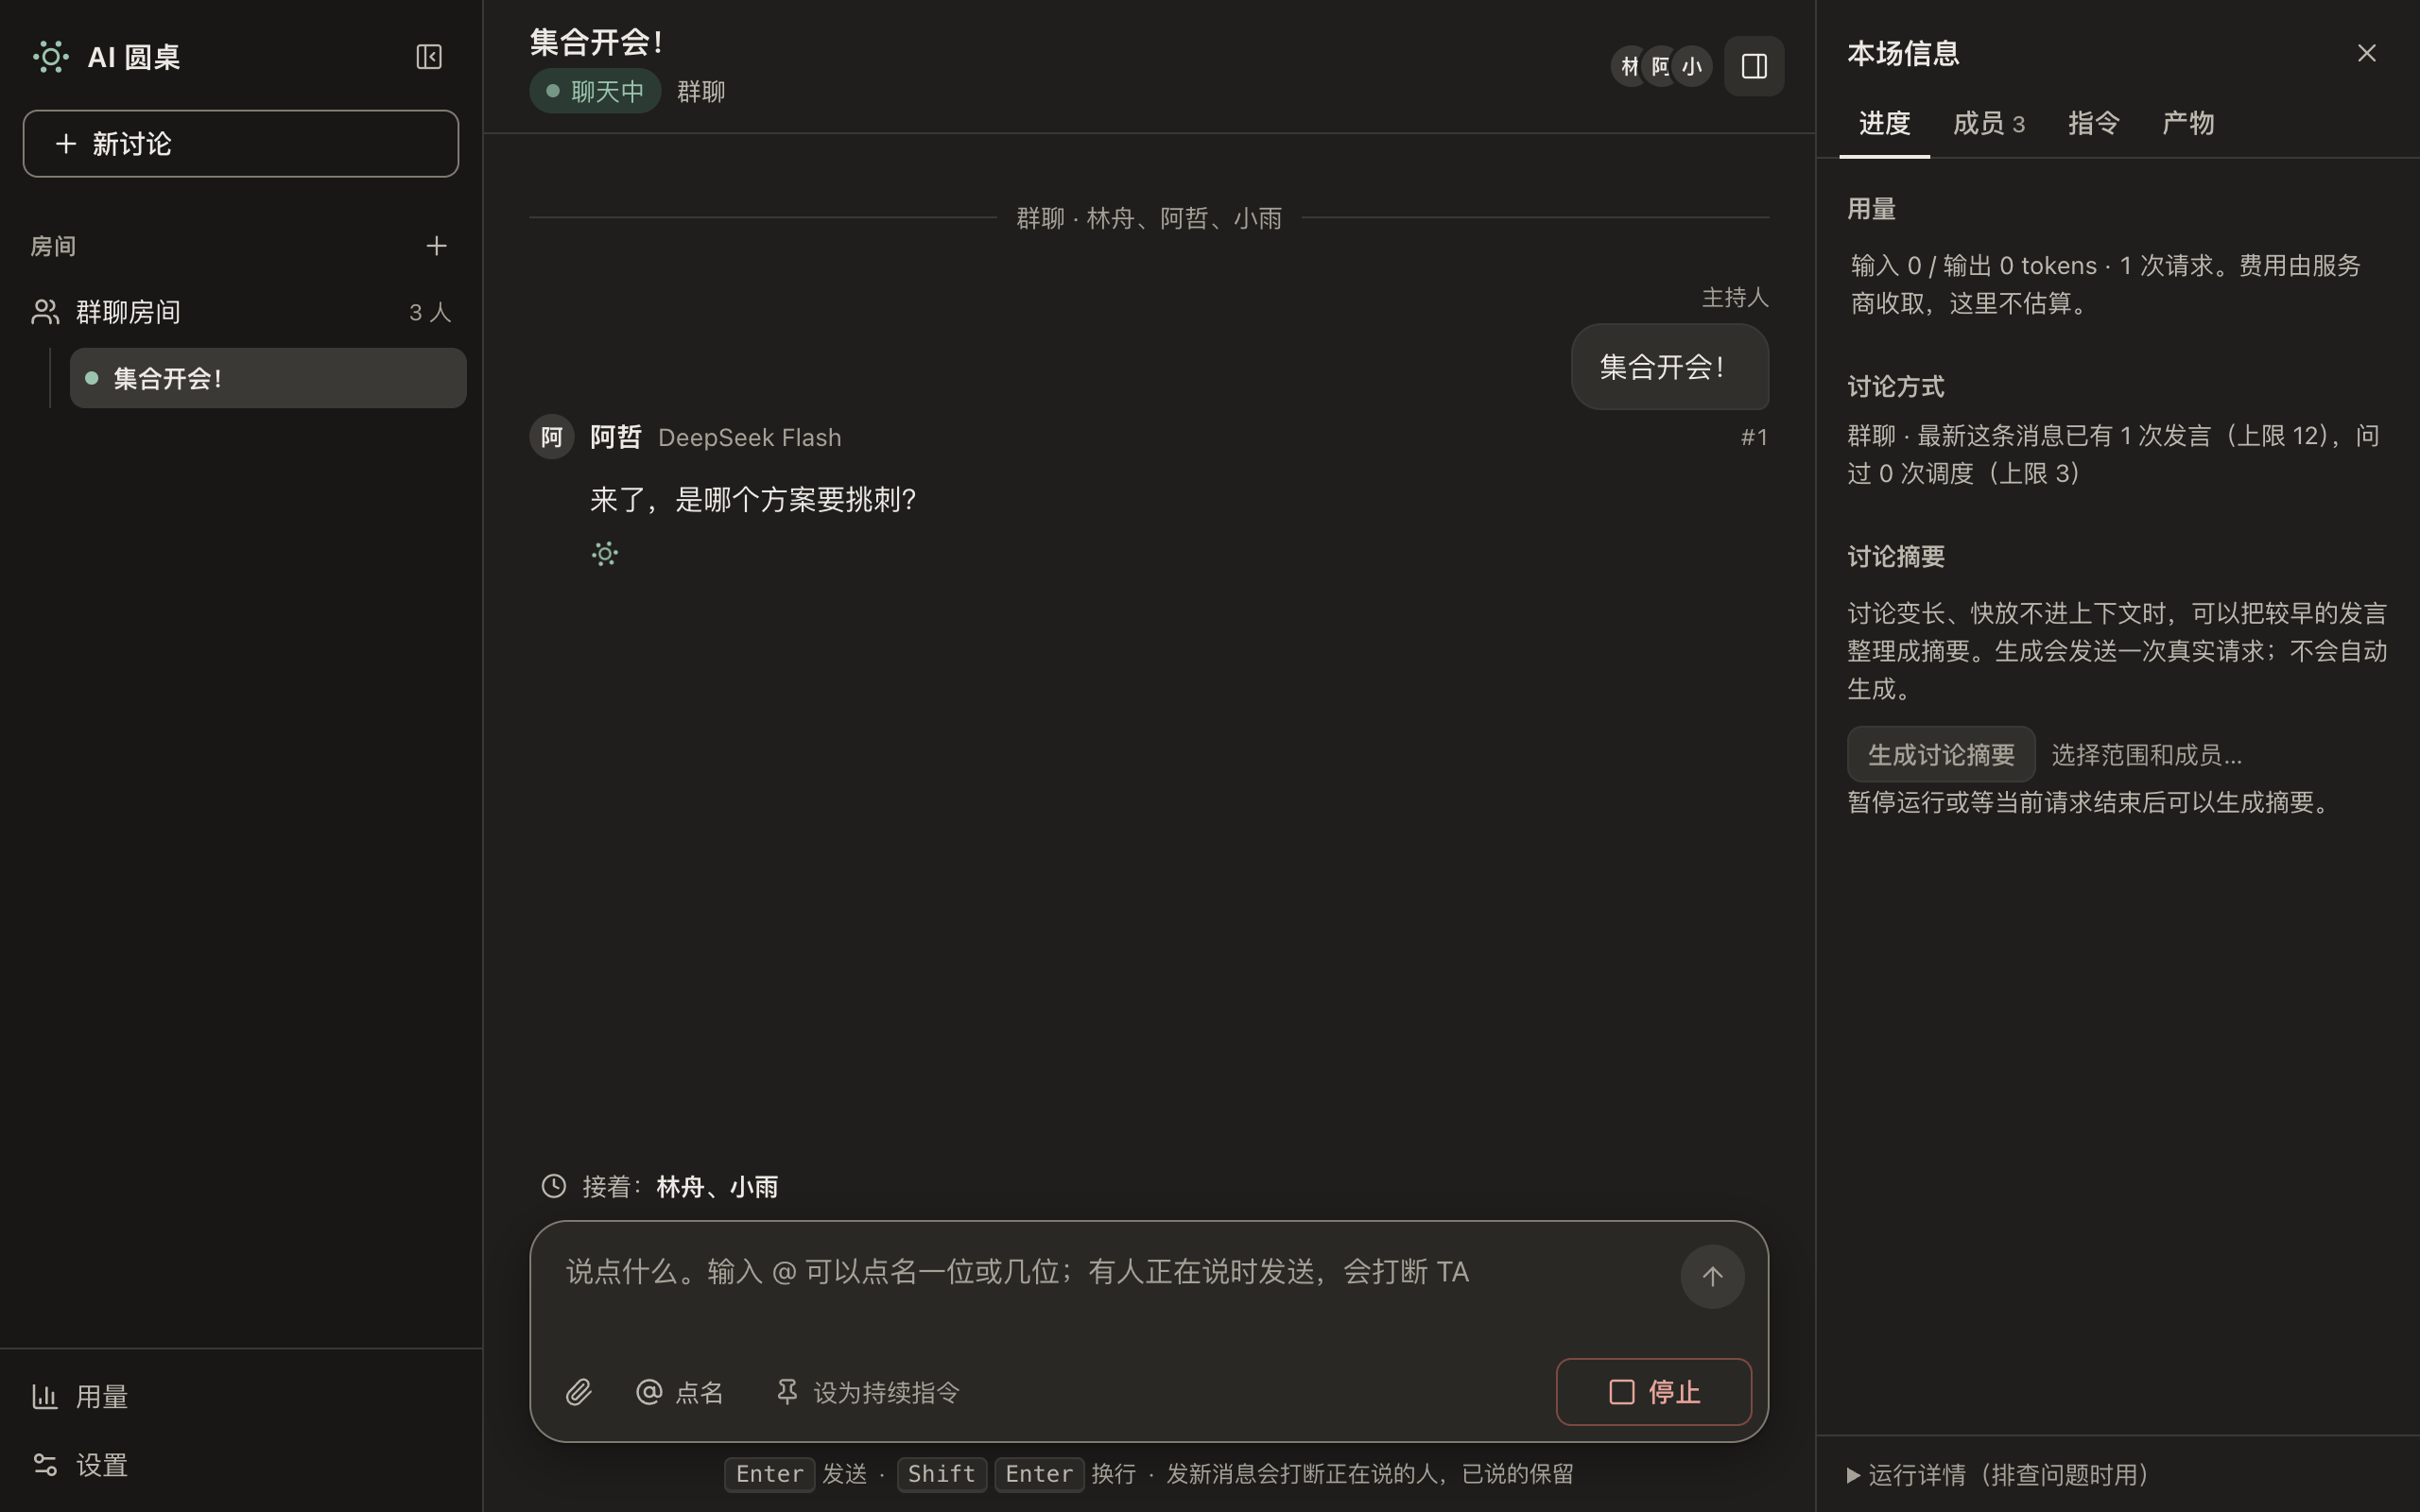 AI 圆桌
新讨论
房间
群聊房间 3 人
集合开会！
用量
设置
集合开会！
聊天中 群聊
林 阿 小
群聊 · 林舟、阿哲、小雨
主持人
集合开会！
阿 阿哲 DeepSeek Flash #1
来了，是哪个方案要挑刺？
接着：林舟、小雨
说点什么。输入 @ 可以点名一位或几位；有人正在说时发送，会打断 TA
点名 设为持续指令 停止
Enter 发送 · Shift Enter 换行 · 发新消息会打断正在说的人，已说的保留
本场信息
进度 成员 3 指令 产物
用量
输入 0 / 输出 0 tokens · 1 次请求。费用由服务
商收取，这里不估算。
讨论方式
群聊 · 最新这条消息已有 1 次发言（上限 12），问
过 0 次调度（上限 3）
讨论摘要
讨论变长、快放不进上下文时，可以把较早的发言
整理成摘要。生成会发送一次真实请求；不会自动
生成。
生成讨论摘要 选择范围和成员...
暂停运行或等当前请求结束后可以生成摘要。
运行详情（排查问题时用）